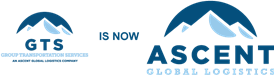 GTS
GROUP TRANSPORTATION SERVICES
AN ASCENT GLOBAL LOGISTICS COMPANY
IS NOW
ASCENT
GLOBAL LOGISTICS